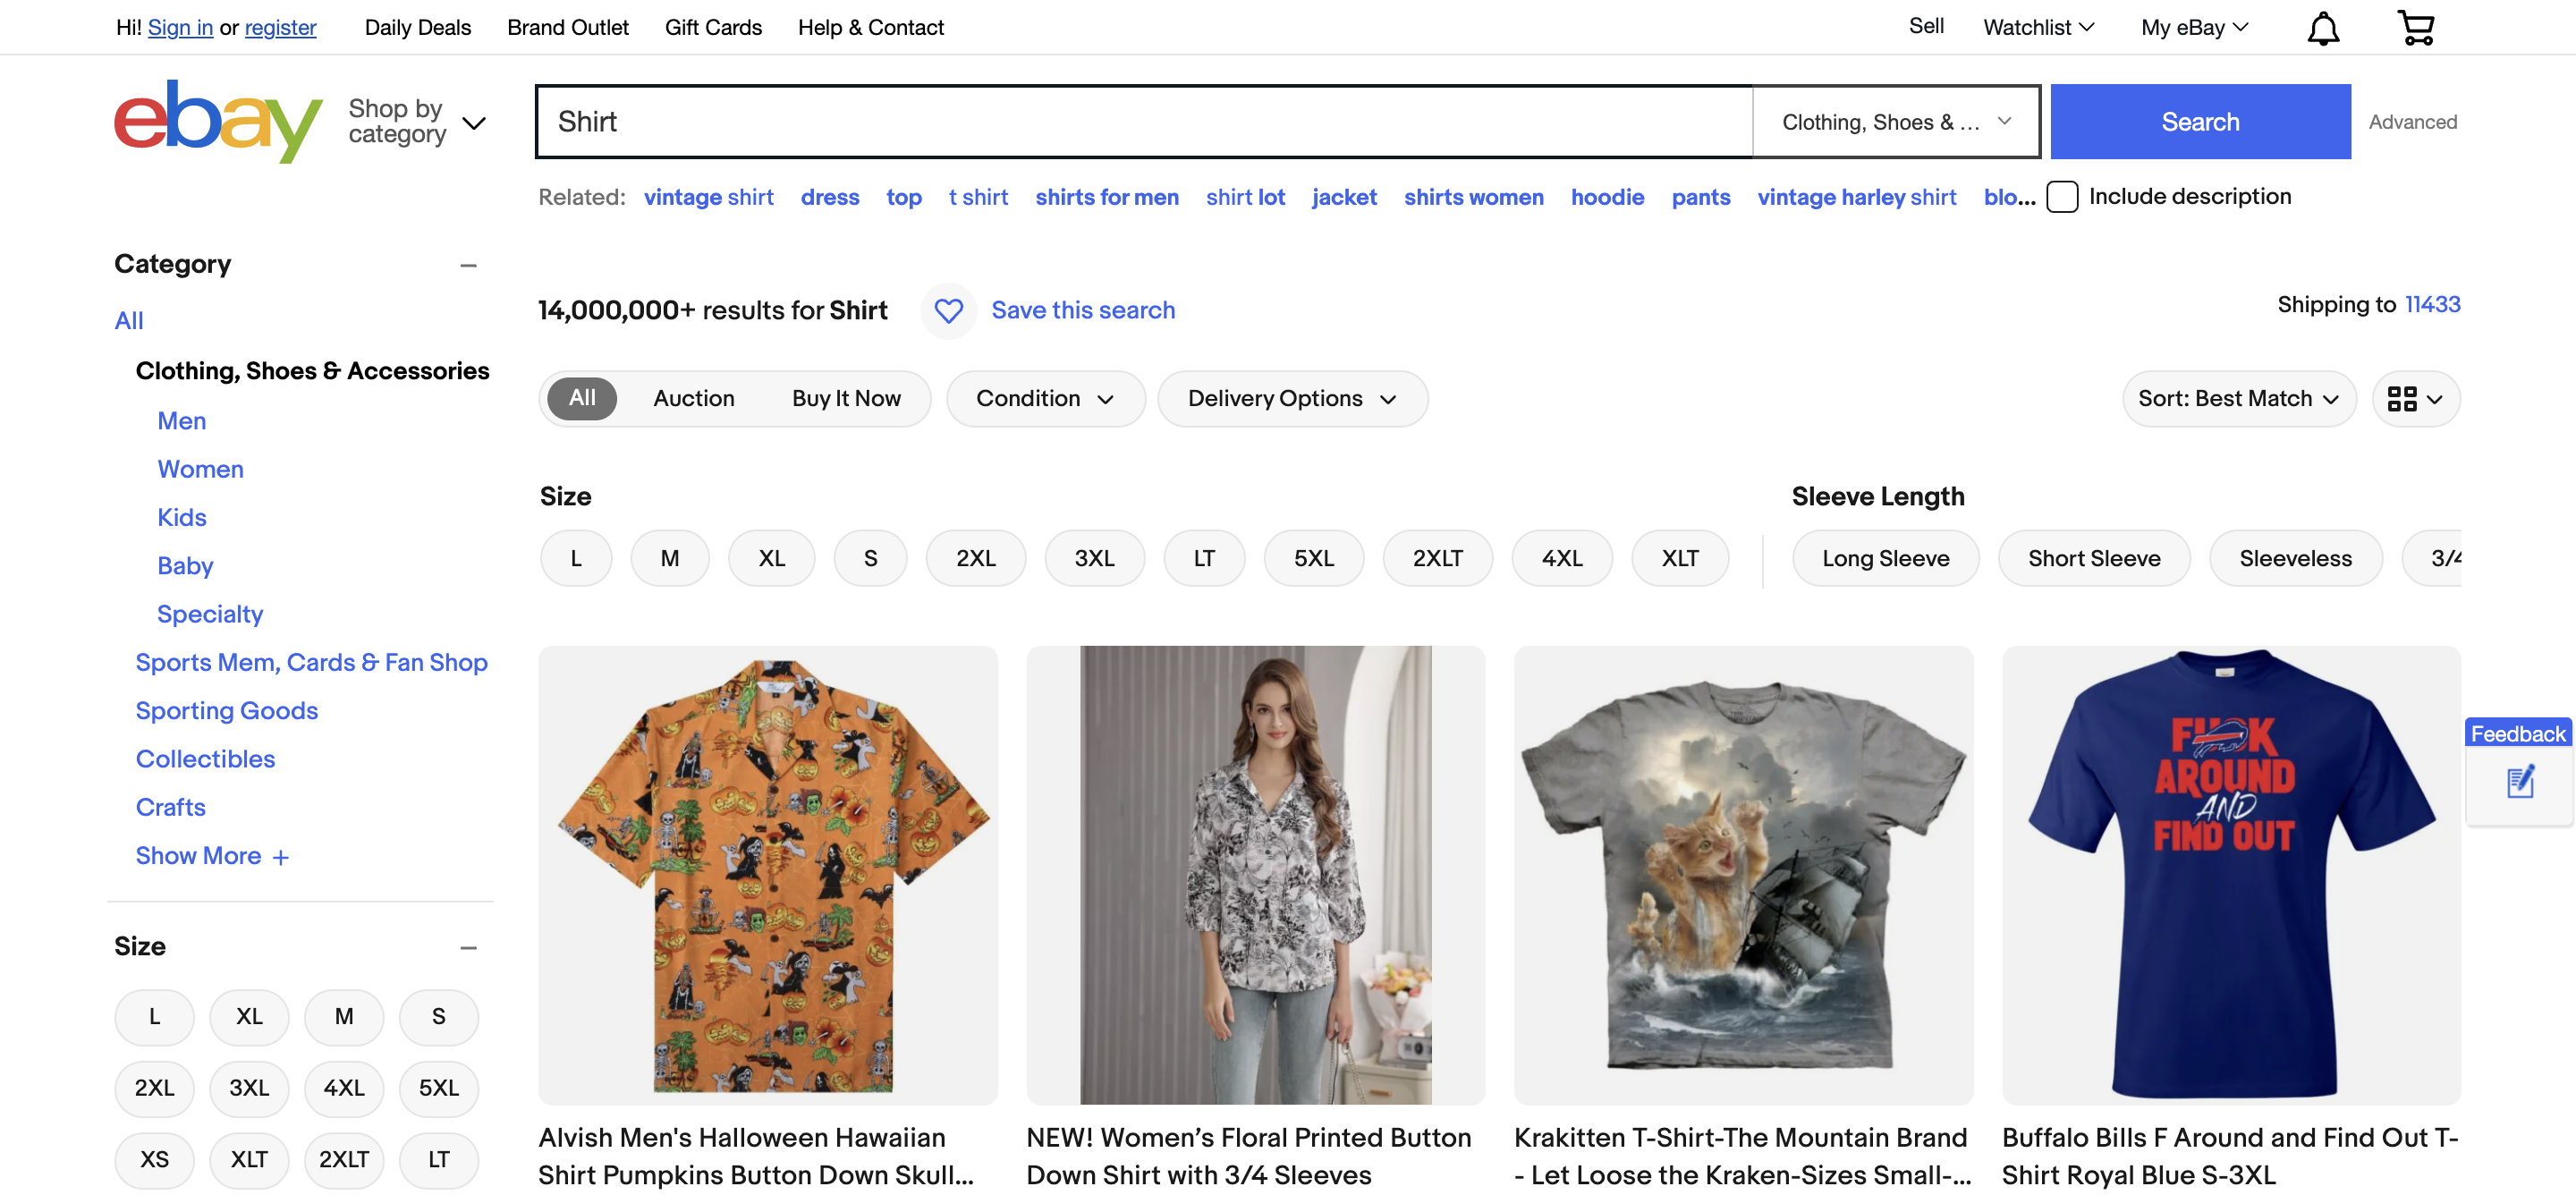 Hi! Sign in or register Daily Deals Brand Outlet Gift Cards Help & Contact Sell Watchlist My eBay
ebay
Shop by
category
Shirt
Clothing, Shoes & ...
Search
Advanced
Related: vintage shirt dress top t shirt shirts for men shirt lot jacket shirts women hoodie pants vintage harley shirt blo... Include description
Category
All
Clothing, Shoes & Accessories
Men
Women
Kids
Baby
Specialty
Sports Mem, Cards & Fan Shop
Sporting Goods
Collectibles
Crafts
Show More +
Size
L XL M S
2XL 3XL 4XL 5XL
XS XLT 2XLT LT
14,000,000+ results for Shirt
Save this search
Shipping to 11433
All Auction Buy It Now Condition Delivery Options
Sort: Best Match
Size
L M XL S 2XL 3XL LT 5XL 2XLT 4XL XLT
Sleeve Length
Long Sleeve Short Sleeve Sleeveless 3/4
Alvish Men's Halloween Hawaiian
Shirt Pumpkins Button Down Skull...
NEW! Women’s Floral Printed Button
Down Shirt with 3/4 Sleeves
Krakitten T-Shirt-The Mountain Brand
- Let Loose the Kraken-Sizes Small-...
F K
AROUND
AND
FIND OUT
Buffalo Bills F Around and Find Out T-
Shirt Royal Blue S-3XL
Feedback